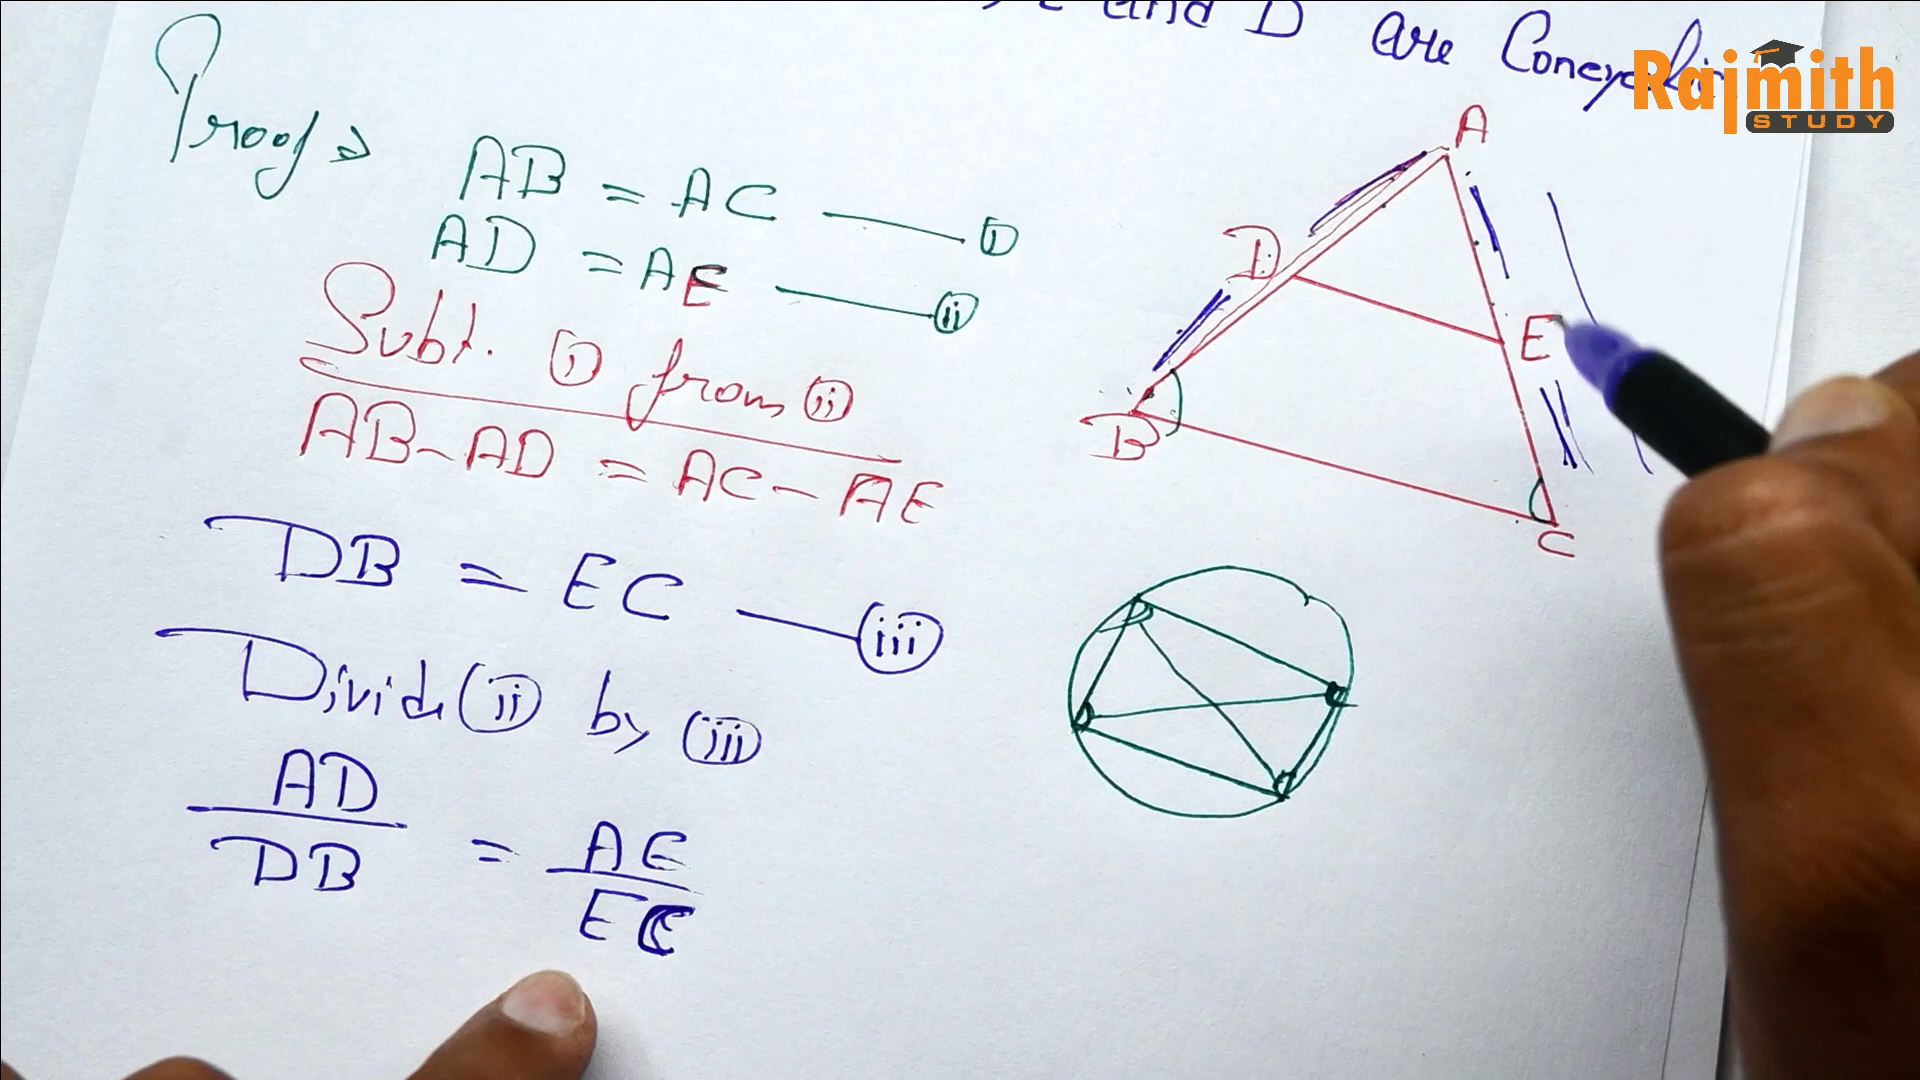 and D are Concyclic
Rajmith
STUDY
Proof ⇒
AB = AC — (i)
AD = AE — (ii)
Subt. (i) from (ii)
AB - AD = AC - AE
DB = EC — (iii)
Divide (ii) by (iii)
AD/DB = AE/EC
A
D
E
B
C